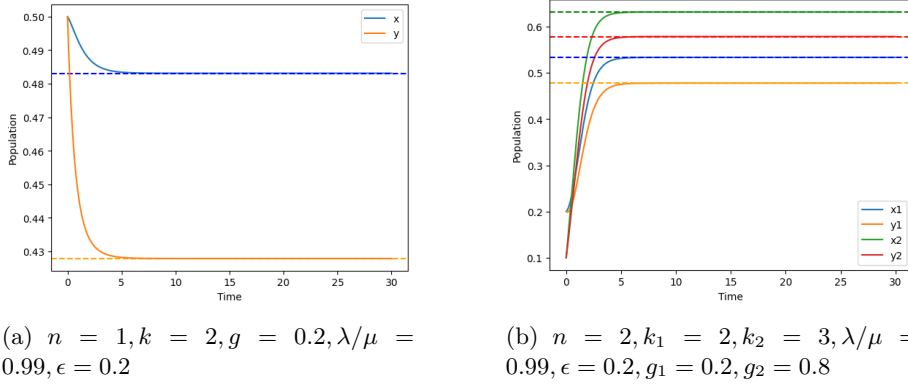 0.50
0.49
0.48
0.47
0.46
0.45
0.44
0.43
Population
0 5 10 15 20 25 30
Time
x
y
0.6
0.5
0.4
0.3
0.2
0.1
Population
0 5 10 15 20 25 30
Time
x1
y1
x2
y2
(a) n = 1, k = 2, g = 0.2, λ/μ =
0.99, ϵ = 0.2
(b) n = 2, k₁ = 2, k₂ = 3, λ/μ =
0.99, ϵ = 0.2, g₁ = 0.2, g₂ = 0.8